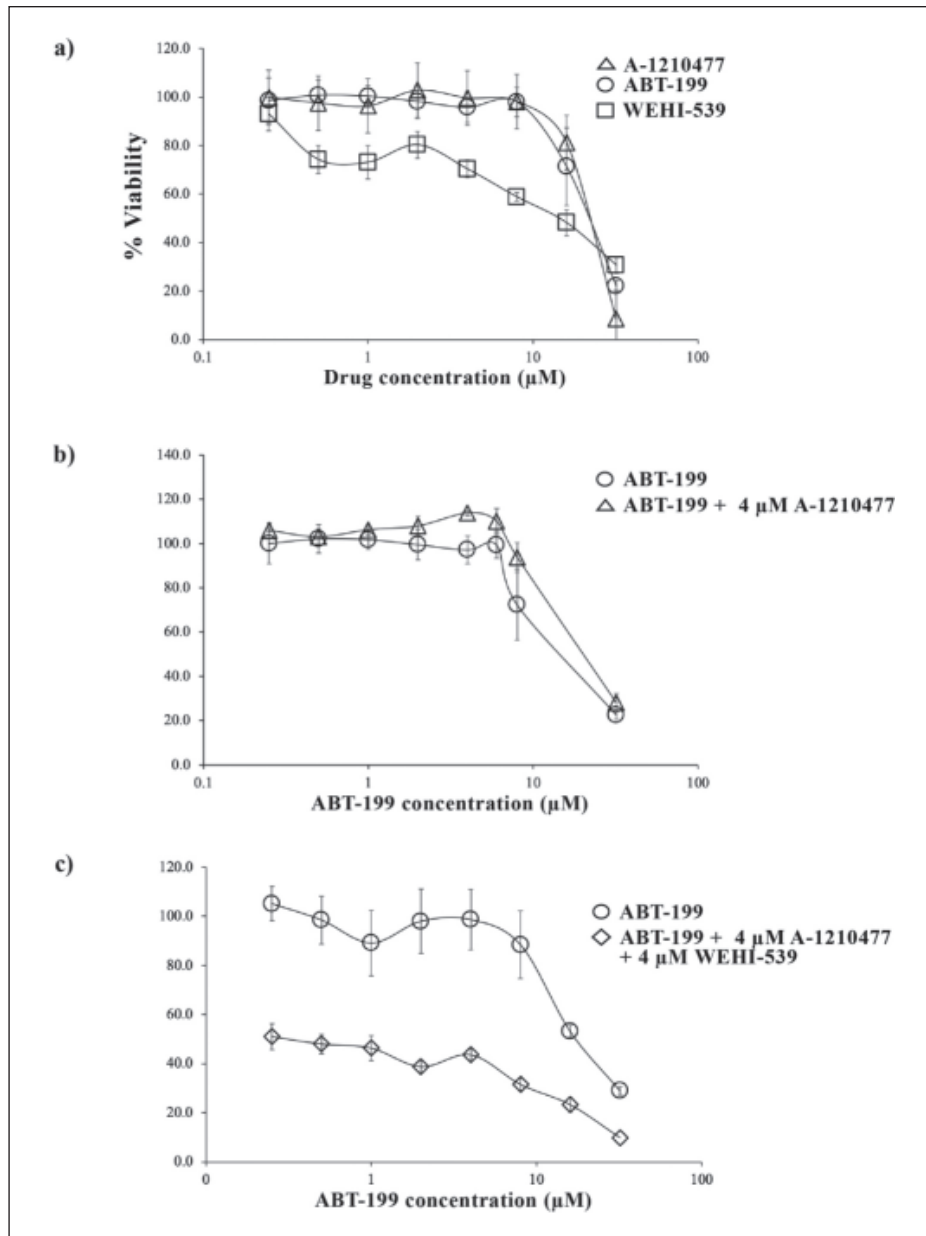 a)
120.0
100.0
80.0
60.0
40.0
20.0
0.0
% Viability
0.1
1
10
100
Drug concentration (µM)
A-1210477
ABT-199
WEHI-539
b)
140.0
120.0
100.0
80.0
60.0
40.0
20.0
0.0
0.1
1
10
100
ABT-199 concentration (µM)
ABT-199
ABT-199 + 4 µM A-1210477
c)
120.0
100.0
80.0
60.0
40.0
20.0
0.0
0
1
10
100
ABT-199 concentration (µM)
ABT-199
ABT-199 + 4 µM A-1210477
+ 4 µM WEHI-539